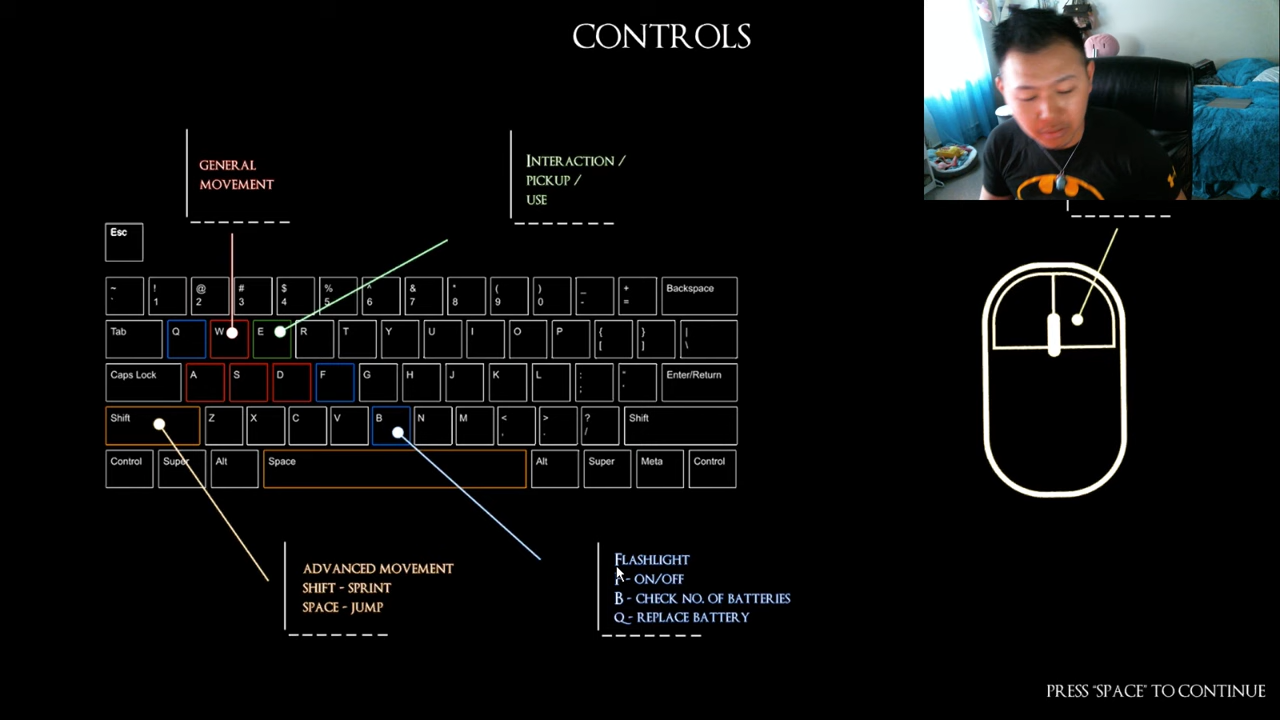 CONTROLS
GENERAL
MOVEMENT
INTERACTION /
PICKUP /
USE
Esc
~ ! @ # $ % ^ & * ( ) _ + Backspace
` 1 2 3 4 5 6 7 8 9 0 - =
Tab Q W E R T Y U I O P { } |
[ ] \
Caps Lock A S D F G H J K L : " Enter/Return
; '
Shift Z X C V B N M < > ? Shift
, . /
Control Super Alt Space Alt Super Meta Control
ADVANCED MOVEMENT
SHIFT - SPRINT
SPACE - JUMP
FLASHLIGHT
F - ON/OFF
B - CHECK NO. OF BATTERIES
Q - REPLACE BATTERY
PRESS "SPACE" TO CONTINUE